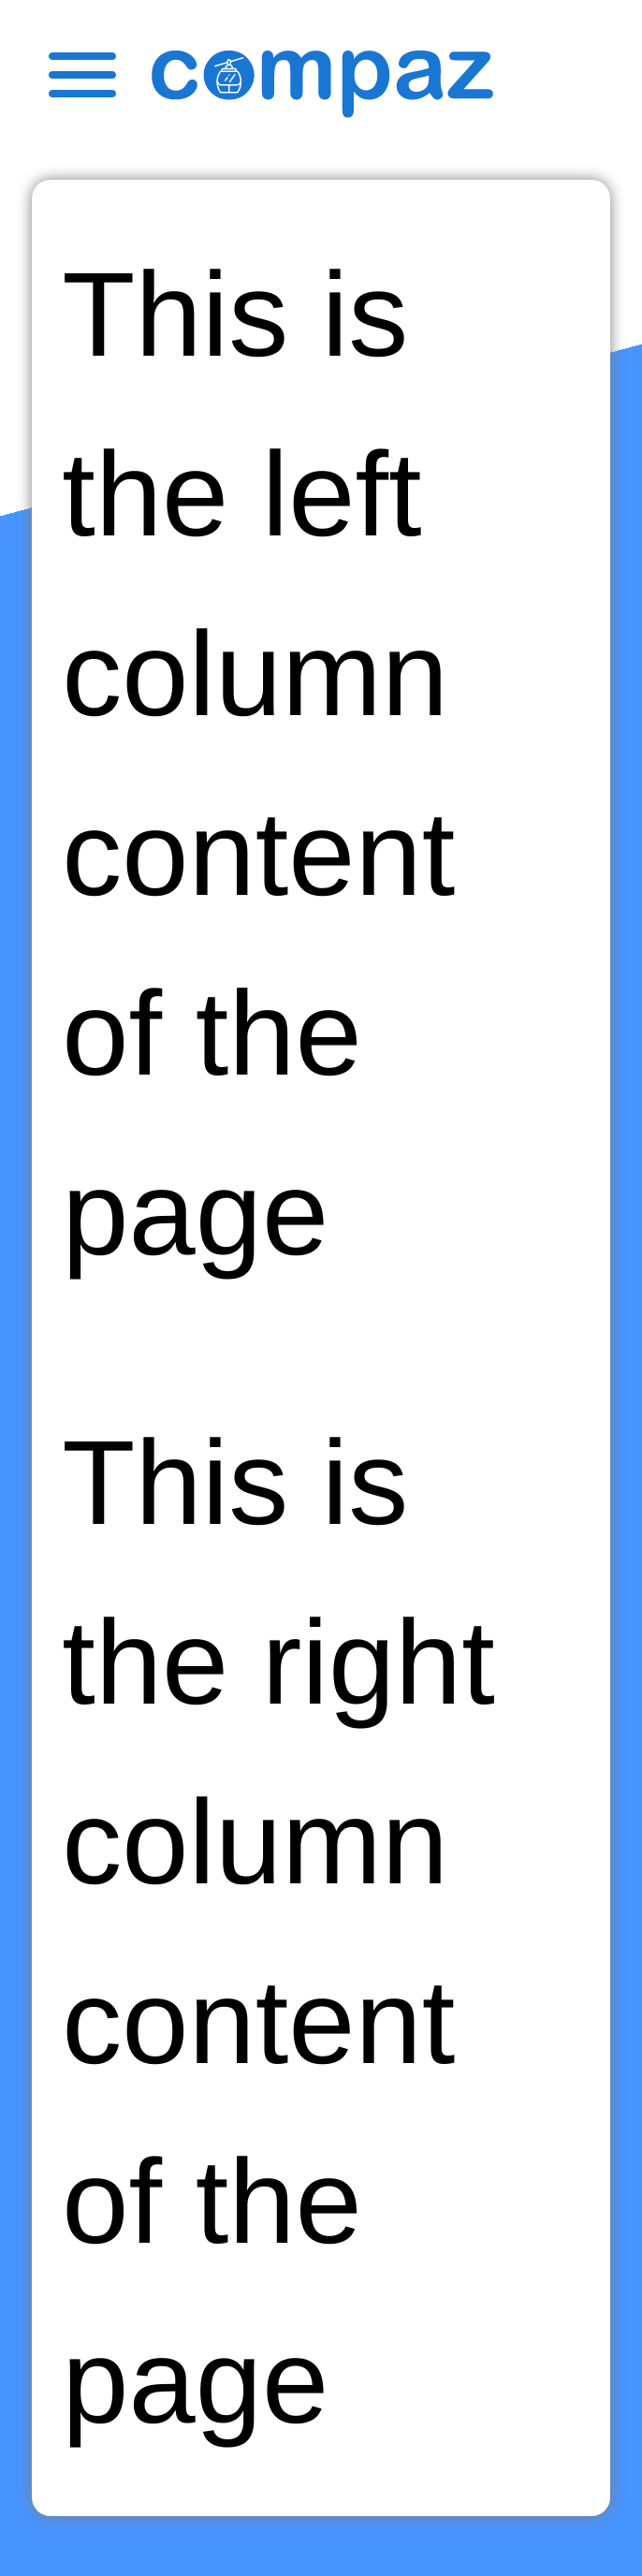 compaz
This is
the left
column
content
of the
page
This is
the right
column
content
of the
page